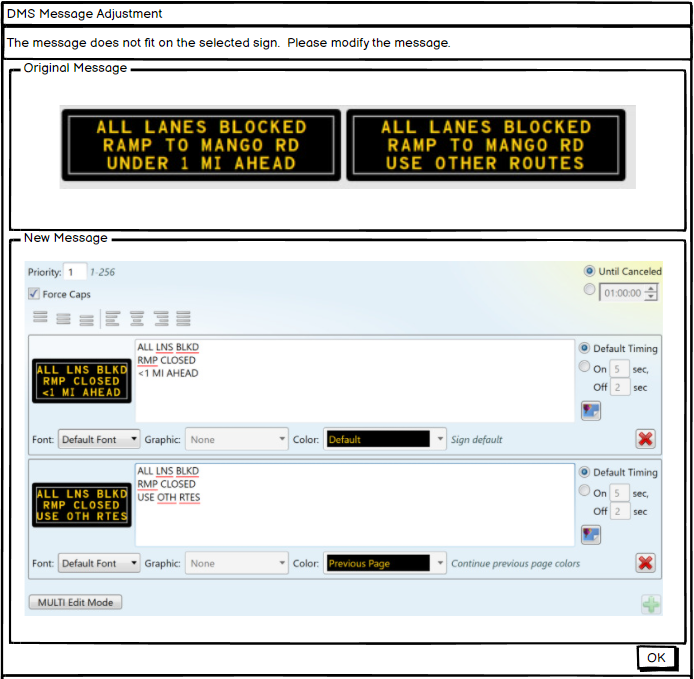 DMS Message Adjustment
The message does not fit on the selected sign.  Please modify the message.
Original Message
ALL LANES BLOCKED
RAMP TO MANGO RD
UNDER 1 MI AHEAD
ALL LANES BLOCKED
RAMP TO MANGO RD
USE OTHER ROUTES
New Message
Priority: 1 1-256
Until Canceled
Force Caps
01:00:00
ALL LNS BLKD
RMP CLOSED
<1 MI AHEAD
ALL LNS BLKD
RMP CLOSED
<1 MI AHEAD
Default Timing
On 5 sec,
Off 2 sec
Font: Default Font Graphic: None Color: Default Sign default
ALL LNS BLKD
RMP CLOSED
USE OTH RTES
ALL LNS BLKD
RMP CLOSED
USE OTH RTES
Default Timing
On 5 sec,
Off 2 sec
Font: Default Font Graphic: None Color: Previous Page Continue previous page colors
MULTI Edit Mode
OK